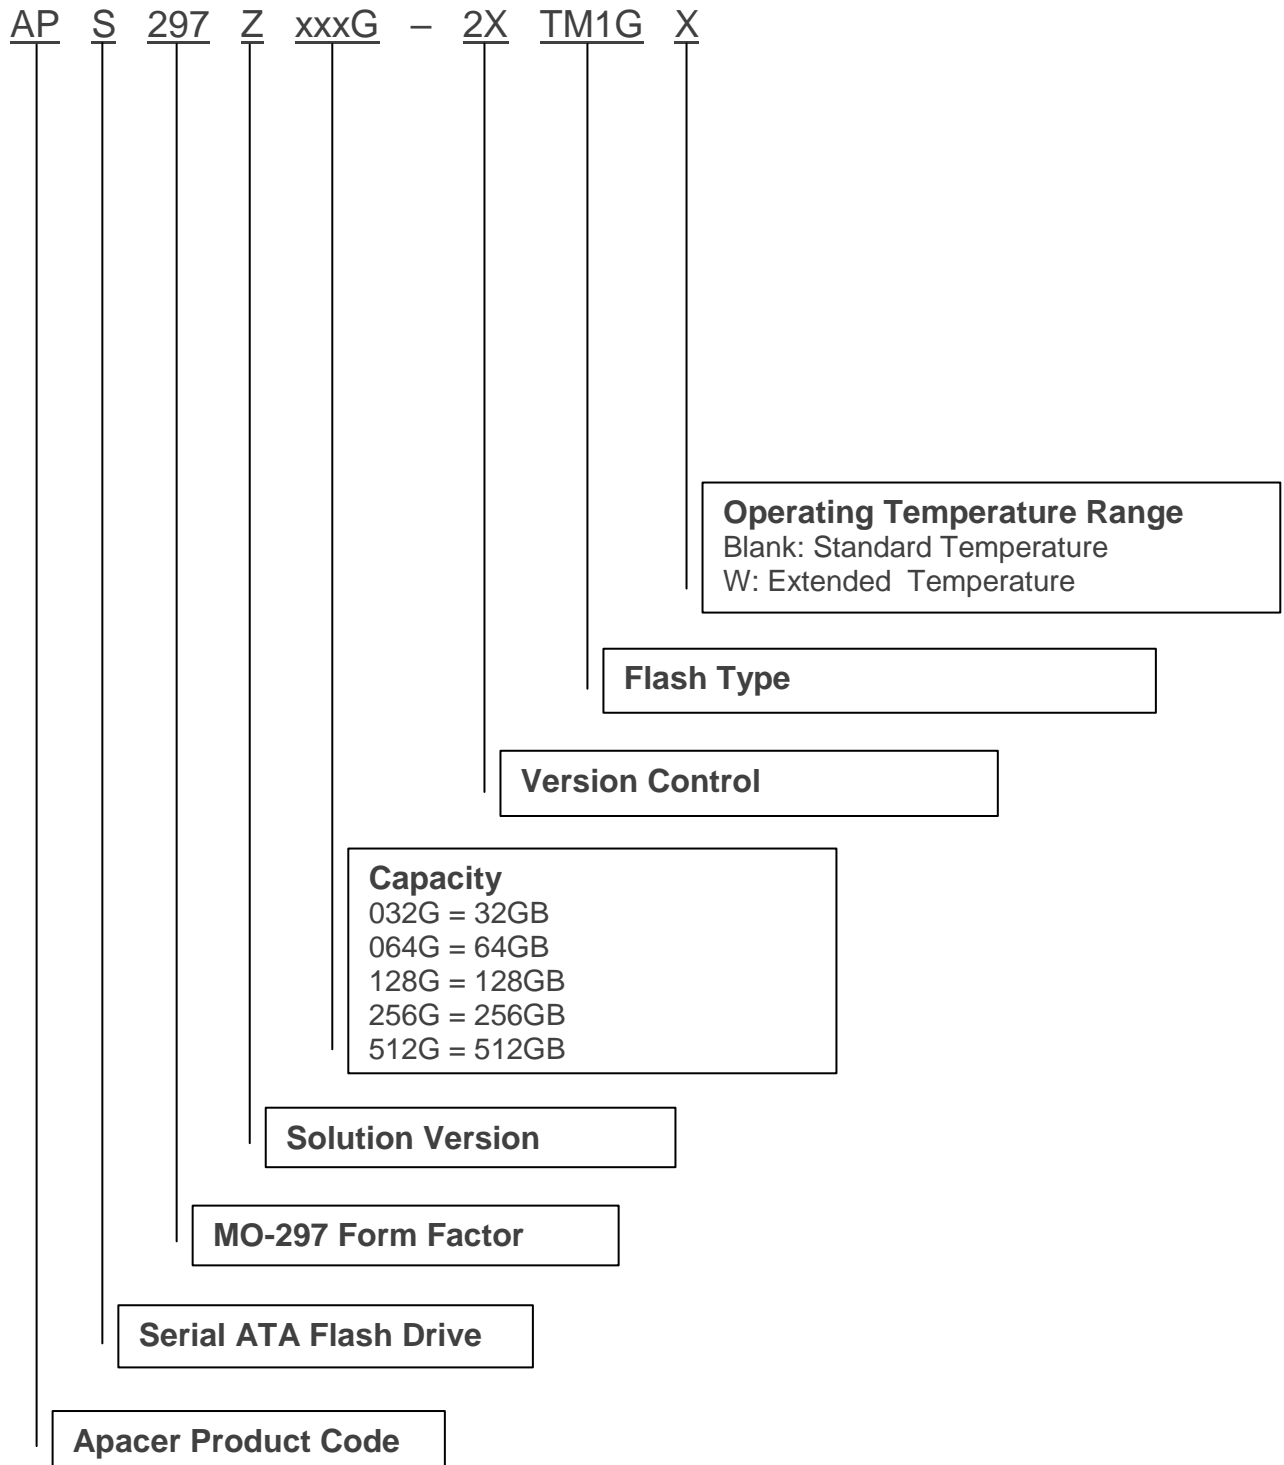 AP S 297 Z xxxG – 2X TM1G X
Operating Temperature Range
Blank: Standard Temperature
W: Extended Temperature
Flash Type
Version Control
Capacity
032G = 32GB
064G = 64GB
128G = 128GB
256G = 256GB
512G = 512GB
Solution Version
MO-297 Form Factor
Serial ATA Flash Drive
Apacer Product Code